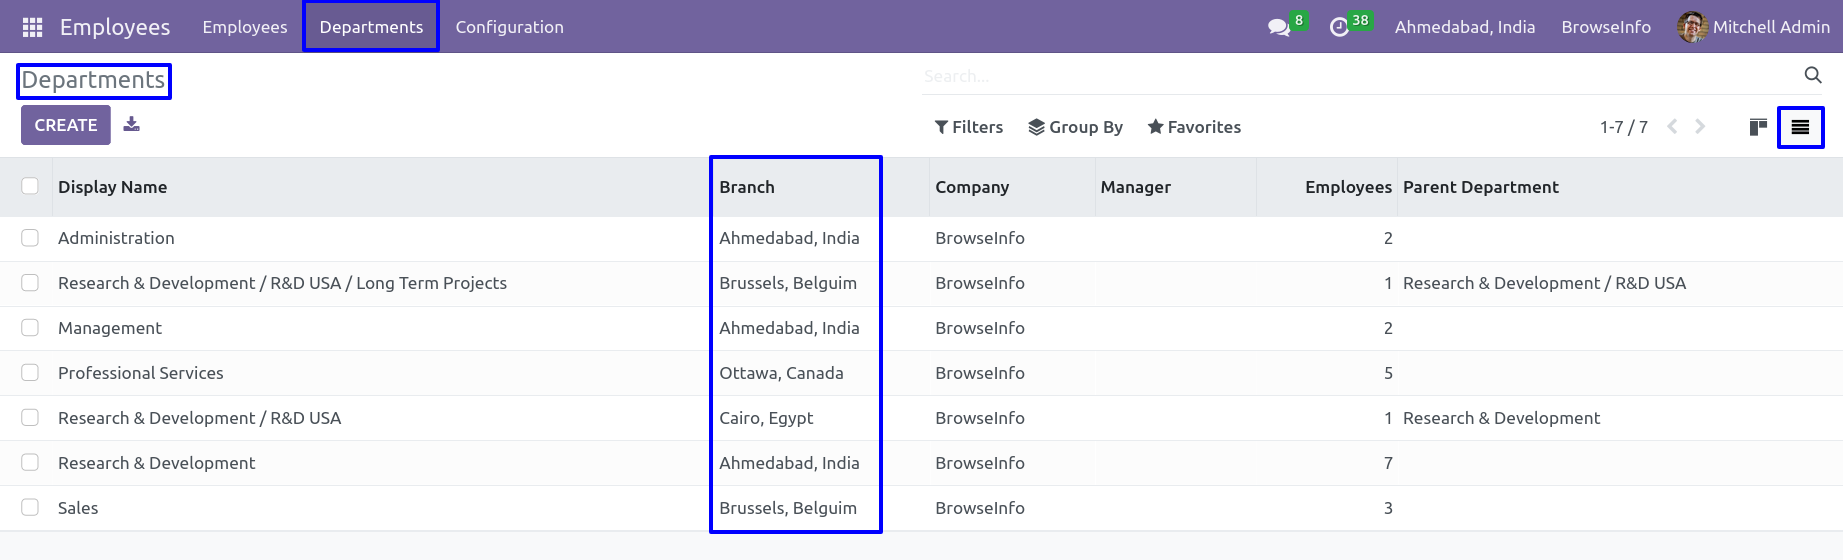 Employees Employees Departments Configuration 8 38 Ahmedabad, India BrowseInfo Mitchell Admin
Departments Search...
CREATE Filters Group By Favorites 1-7 / 7
Display Name Branch Company Manager Employees Parent Department
Administration Ahmedabad, India BrowseInfo 2
Research & Development / R&D USA / Long Term Projects Brussels, Belguim BrowseInfo 1 Research & Development / R&D USA
Management Ahmedabad, India BrowseInfo 2
Professional Services Ottawa, Canada BrowseInfo 5
Research & Development / R&D USA Cairo, Egypt BrowseInfo 1 Research & Development
Research & Development Ahmedabad, India BrowseInfo 7
Sales Brussels, Belguim BrowseInfo 3